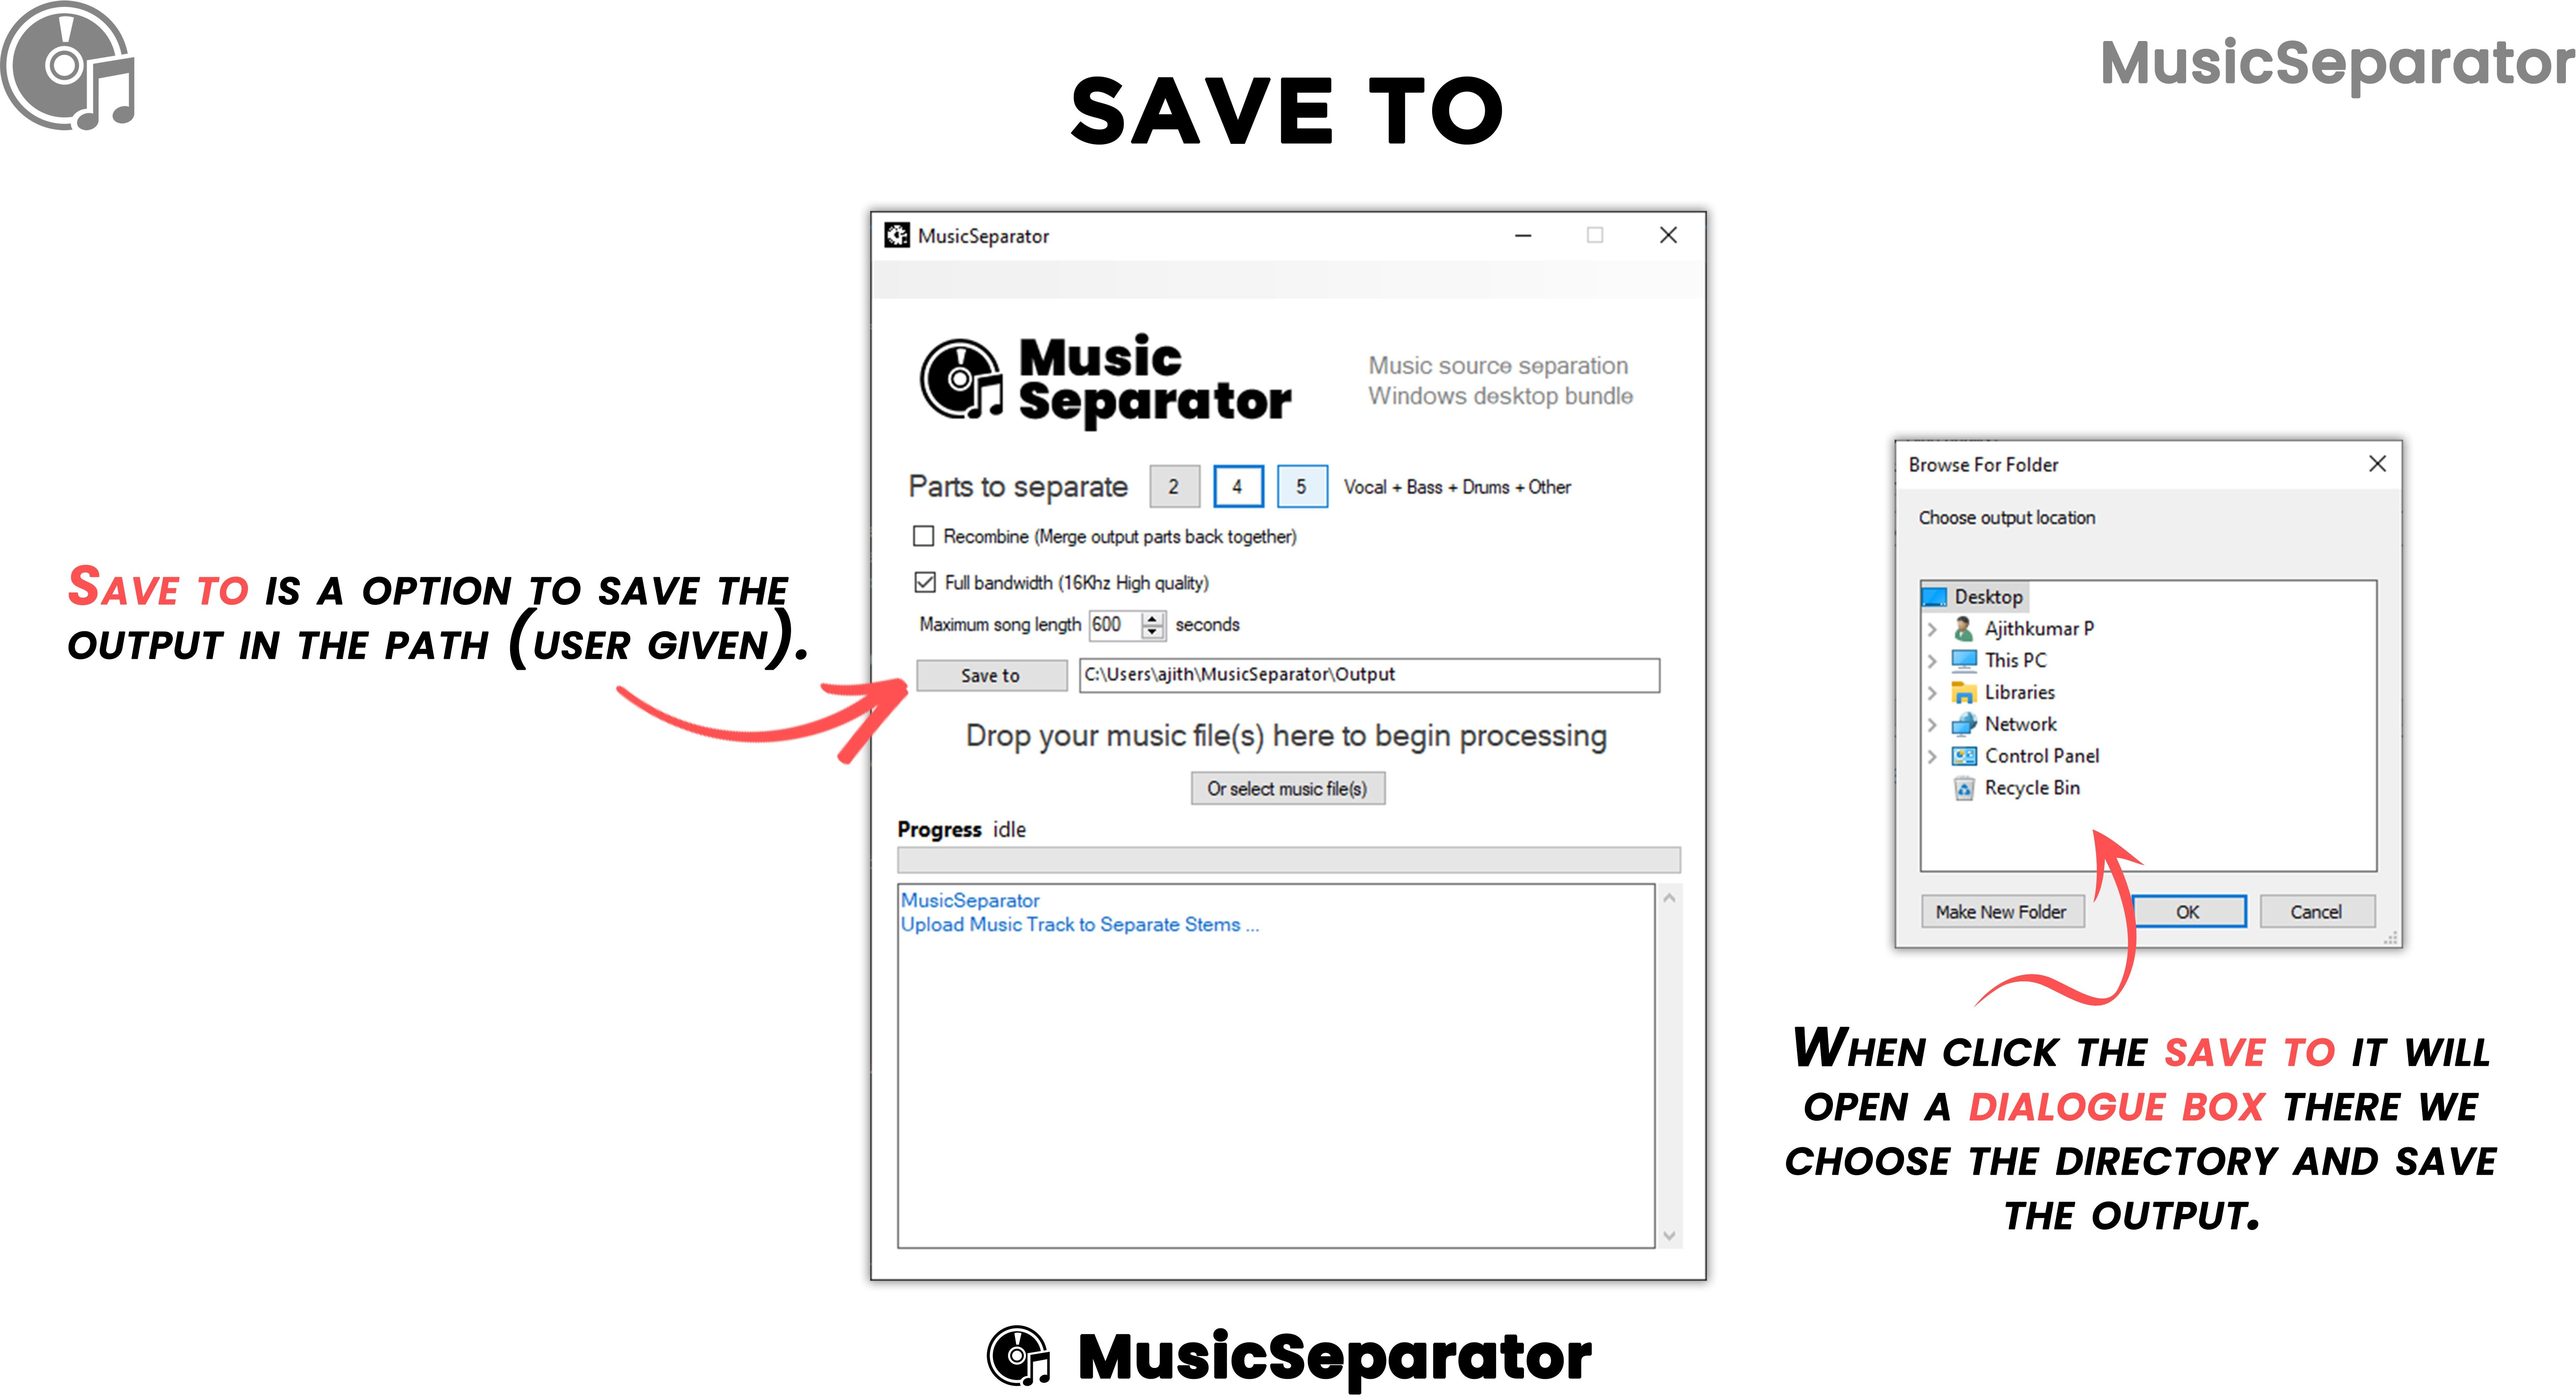 MusicSeparator
SAVE TO
MusicSeparator
Music
Separator
Music source separation
Windows desktop bundle
Parts to separate 2 4 5 Vocal + Bass + Drums + Other
Recombine (Merge output parts back together)
Full bandwidth (16Khz High quality)
Maximum song length 600 seconds
Save to C:\Users\ajith\MusicSeparator\Output
Drop your music file(s) here to begin processing
Or select music file(s)
Progress idle
MusicSeparator
Upload Music Track to Separate Stems ...
SAVE TO IS A OPTION TO SAVE THE
OUTPUT IN THE PATH (USER GIVEN).
Browse For Folder
Choose output location
Desktop
Ajithkumar P
This PC
Libraries
Network
Control Panel
Recycle Bin
Make New Folder OK Cancel
WHEN CLICK THE SAVE TO IT WILL
OPEN A DIALOGUE BOX THERE WE
CHOOSE THE DIRECTORY AND SAVE
THE OUTPUT.
MusicSeparator